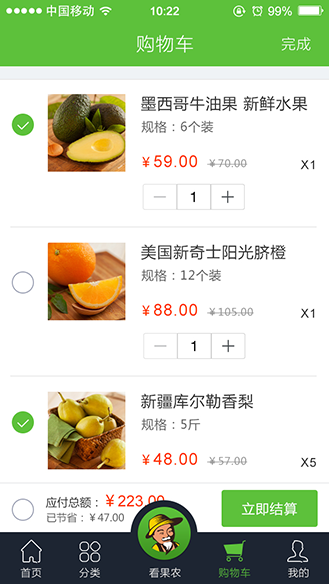 中国移动 10:22 99%
购物车 完成
墨西哥牛油果 新鲜水果
规格：6个装
¥59.00 ¥70.00 X1
— 1 +
美国新奇士阳光脐橙
规格：12个装
¥88.00 ¥105.00 X1
— 1 +
新疆库尔勒香梨
规格：5斤
¥48.00 ¥57.00 X5
应付总额：¥223.00
已节省：¥47.00
立即结算
首页 分类 看果农 购物车 我的